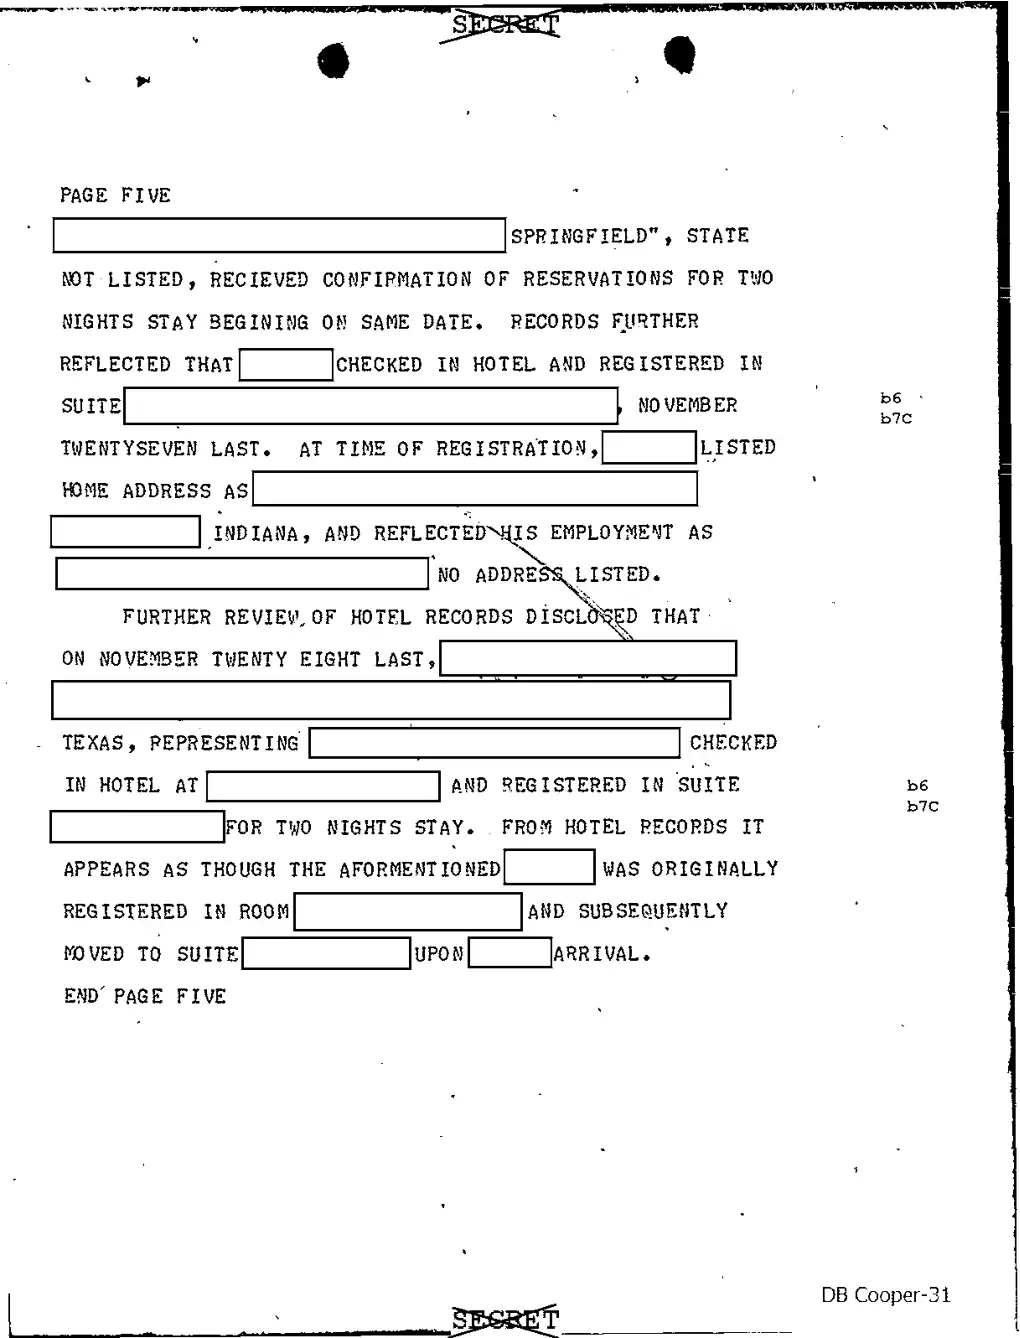 SECRET
PAGE FIVE
SPRINGFIELD", STATE
NOT LISTED, RECIEVED CONFIRMATION OF RESERVATIONS FOR TWO
NIGHTS STAY BEGINING ON SAME DATE. RECORDS FURTHER
REFLECTED THAT CHECKED IN HOTEL AND REGISTERED IN
SUITE , NOVEMBER
b6
b7C
TWENTYSEVEN LAST. AT TIME OF REGISTRATION, LISTED
HOME ADDRESS AS
INDIANA, AND REFLECTED HIS EMPLOYMENT AS
NO ADDRESS LISTED.
FURTHER REVIEW OF HOTEL RECORDS DISCLOSED THAT
ON NOVEMBER TWENTY EIGHT LAST,
TEXAS, REPRESENTING CHECKED
IN HOTEL AT AND REGISTERED IN SUITE
b6
b7C
FOR TWO NIGHTS STAY. FROM HOTEL RECORDS IT
APPEARS AS THOUGH THE AFORMENTIONED WAS ORIGINALLY
REGISTERED IN ROOM AND SUBSEQUENTLY
MOVED TO SUITE UPON ARRIVAL.
END PAGE FIVE
DB Cooper-31
SECRET